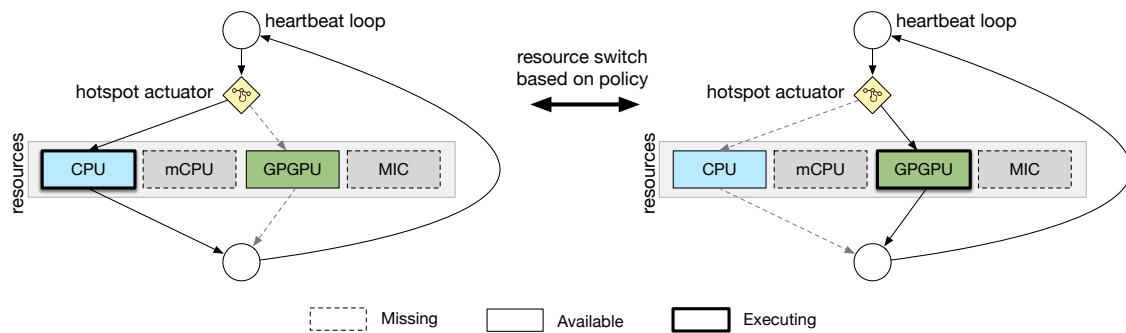 heartbeat loop
hotspot actuator
resources
CPU
mCPU
GPGPU
MIC
resource switch
based on policy
heartbeat loop
hotspot actuator
resources
CPU
mCPU
GPGPU
MIC
Missing
Available
Executing